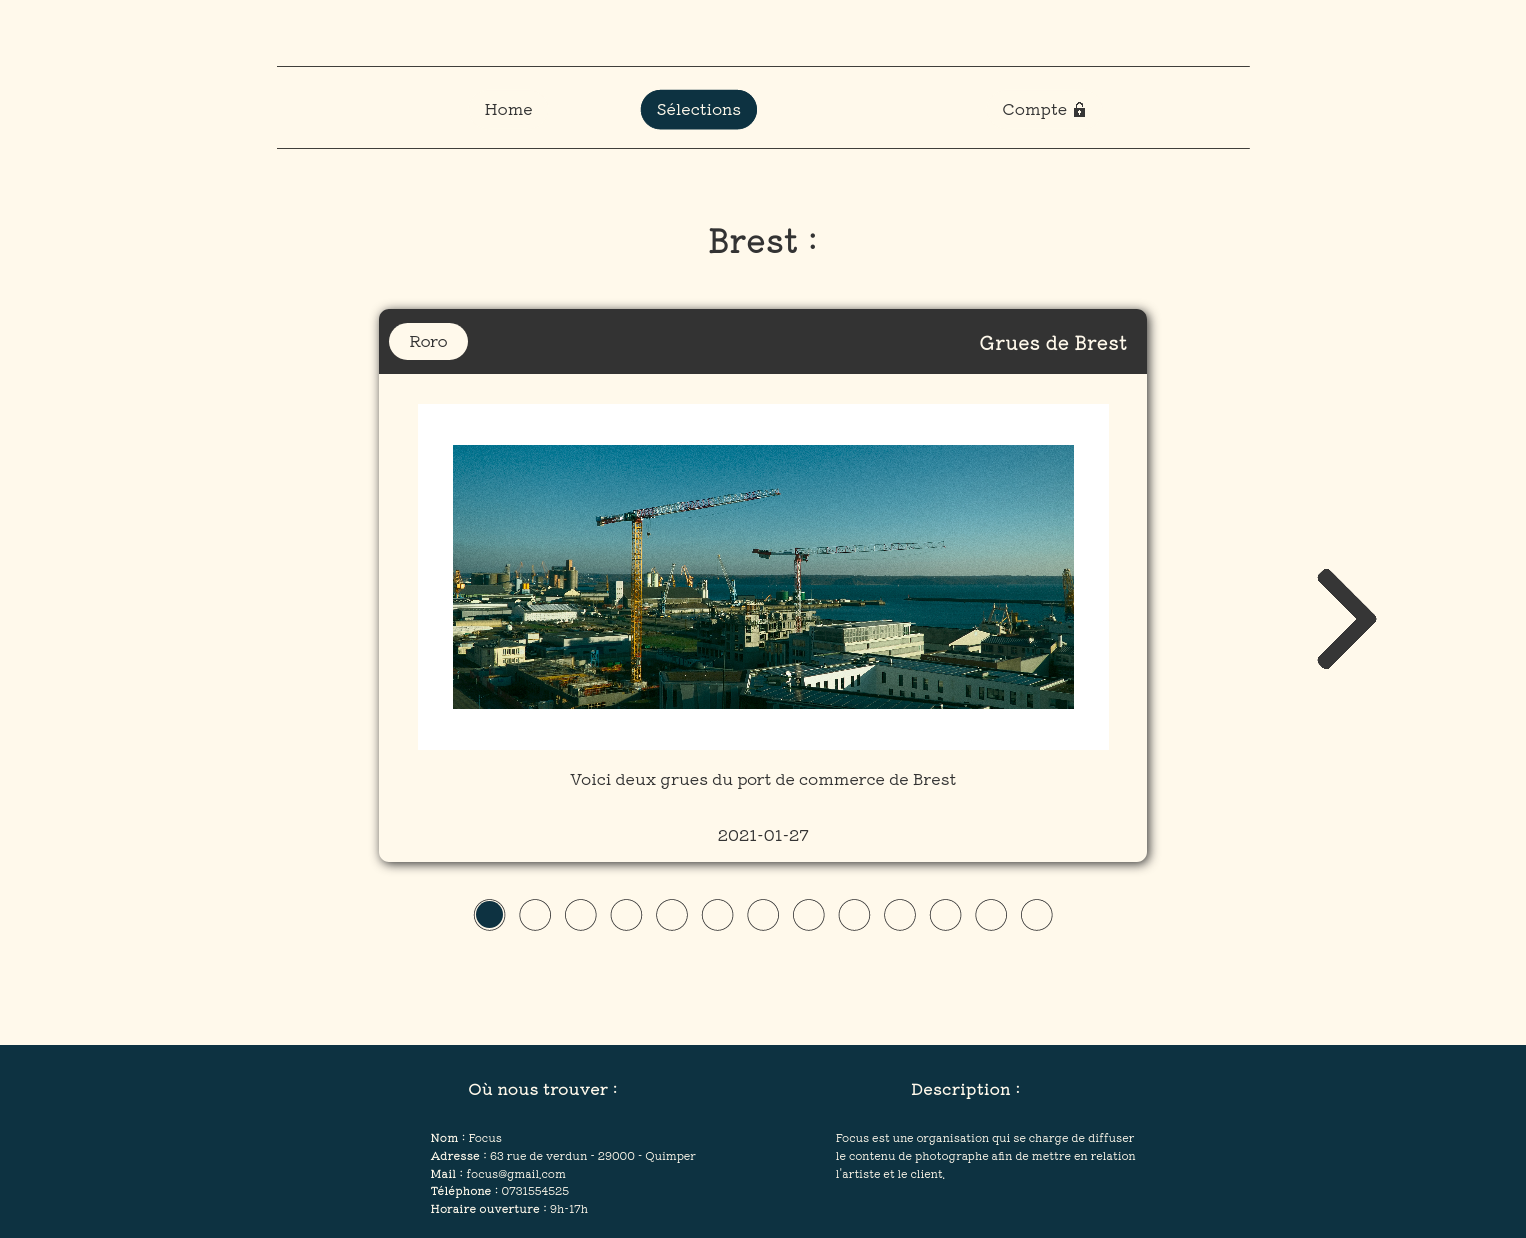 Home
Sélections
Compte
Brest :
Roro
Grues de Brest
Voici deux grues du port de commerce de Brest
2021-01-27
Où nous trouver :
Nom : Focus
Adresse : 63 rue de verdun - 29000 - Quimper
Mail : focus@gmail.com
Téléphone : 0731554525
Horaire ouverture : 9h-17h
Description :
Focus est une organisation qui se charge de diffuser
le contenu de photographe afin de mettre en relation
l'artiste et le client.